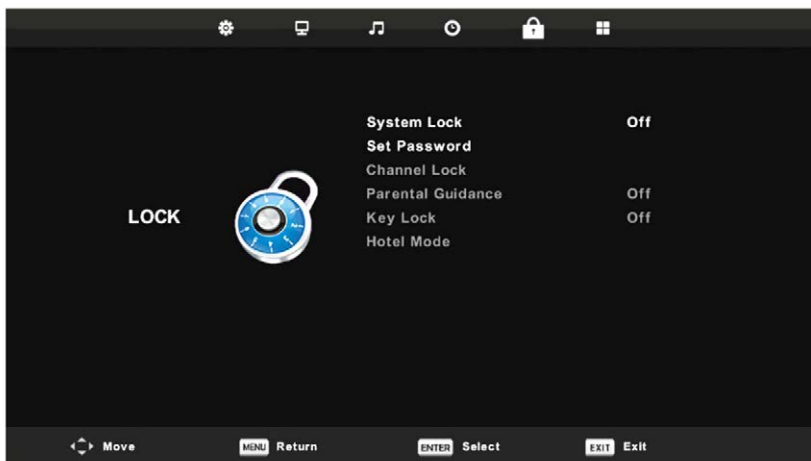 System Lock Off
Set Password
Channel Lock
Parental Guidance Off
LOCK
Key Lock Off
Hotel Mode
Move MENU Return ENTER Select EXIT Exit